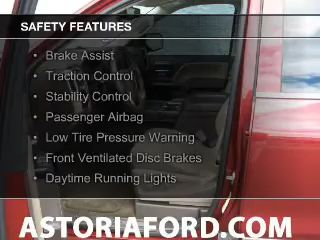 SAFETY FEATURES
• Brake Assist
• Traction Control
• Stability Control
• Passenger Airbag
• Low Tire Pressure Warning
• Front Ventilated Disc Brakes
• Daytime Running Lights
ASTORIAFORD.COM